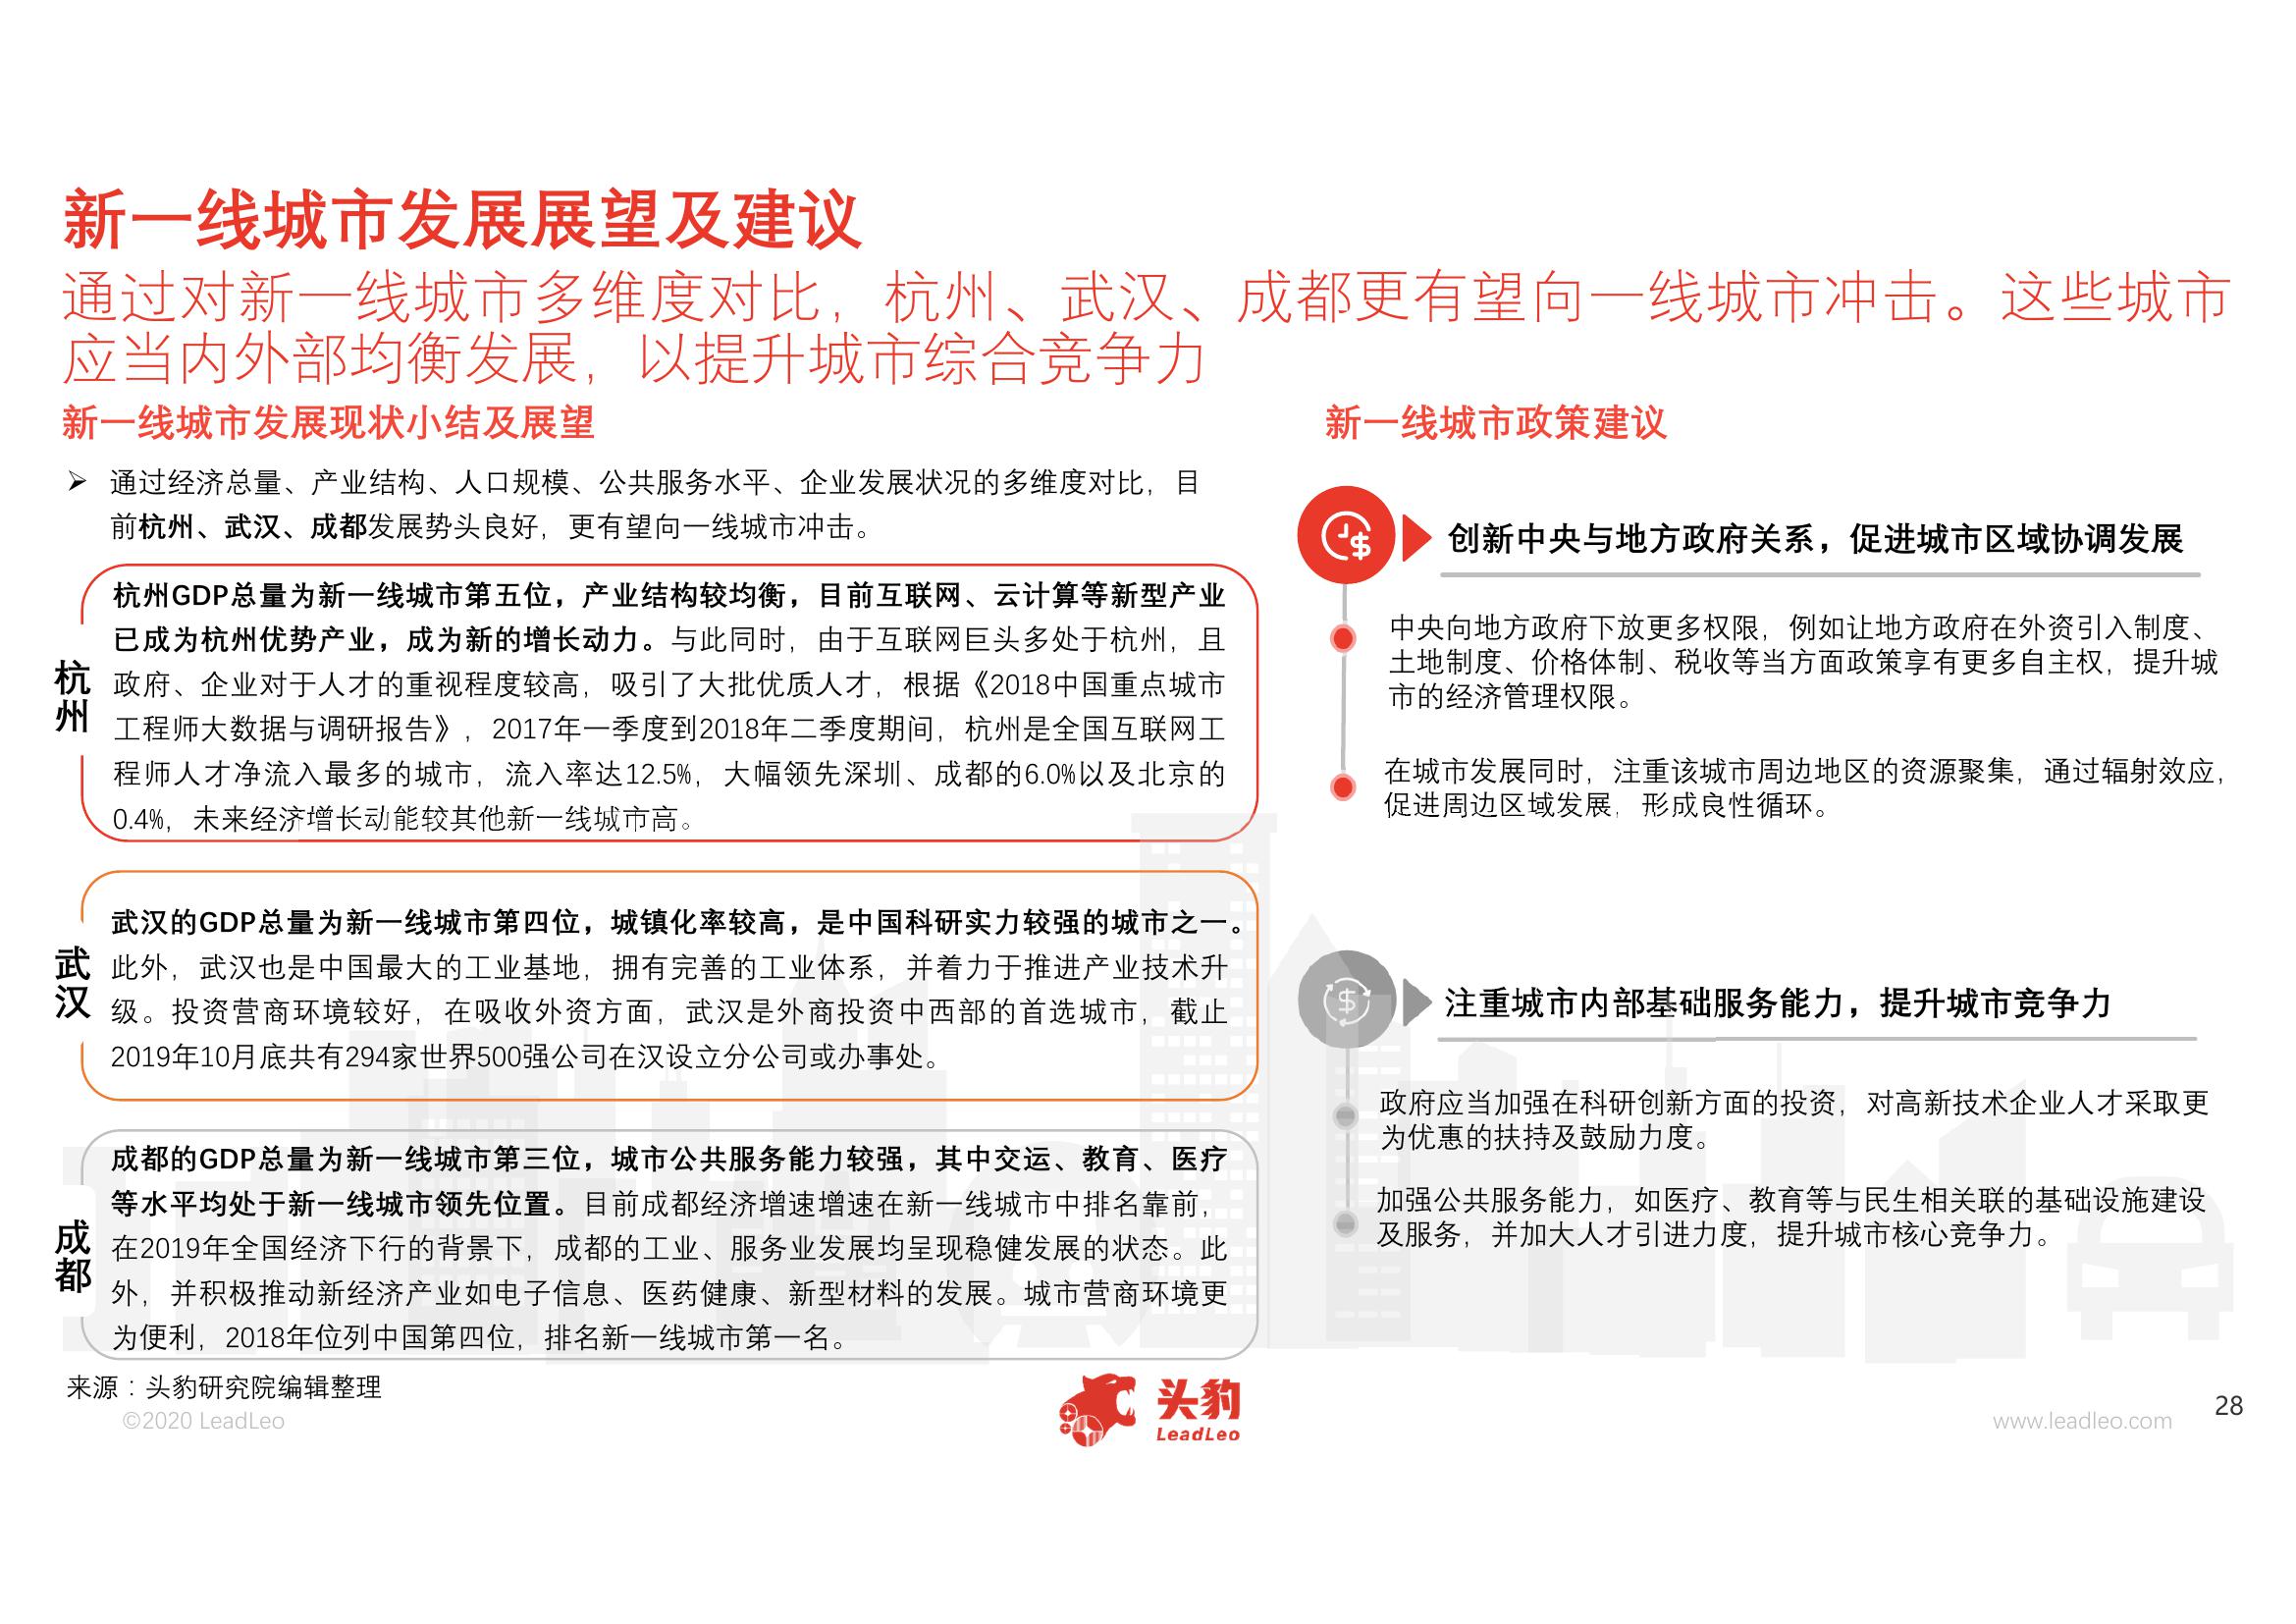 新一线城市发展展望及建议
通过对新一线城市多维度对比，杭州、武汉、成都更有望向一线城市冲击。这些城市
应当内外部均衡发展，以提升城市综合竞争力
新一线城市发展现状小结及展望
➢ 通过经济总量、产业结构、人口规模、公共服务水平、企业发展状况的多维度对比，目
前杭州、武汉、成都发展势头良好，更有望向一线城市冲击。
杭州
杭州GDP总量为新一线城市第五位，产业结构较均衡，目前互联网、云计算等新型产业
已成为杭州优势产业，成为新的增长动力。与此同时，由于互联网巨头多处于杭州，且
政府、企业对于人才的重视程度较高，吸引了大批优质人才，根据《2018中国重点城市
工程师大数据与调研报告》，2017年一季度到2018年二季度期间，杭州是全国互联网工
程师人才净流入最多的城市，流入率达12.5%，大幅领先深圳、成都的6.0%以及北京的
0.4%，未来经济增长动能较其他新一线城市高。
武汉
武汉的GDP总量为新一线城市第四位，城镇化率较高，是中国科研实力较强的城市之一。
此外，武汉也是中国最大的工业基地，拥有完善的工业体系，并着力于推进产业技术升
级。投资营商环境较好，在吸收外资方面，武汉是外商投资中西部的首选城市，截止
2019年10月底共有294家世界500强公司在汉设立分公司或办事处。
成都
成都的GDP总量为新一线城市第三位，城市公共服务能力较强，其中交运、教育、医疗
等水平均处于新一线城市领先位置。目前成都经济增速增速在新一线城市中排名靠前，
在2019年全国经济下行的背景下，成都的工业、服务业发展均呈现稳健发展的状态。此
外，并积极推动新经济产业如电子信息、医药健康、新型材料的发展。城市营商环境更
为便利，2018年位列中国第四位，排名新一线城市第一名。
新一线城市政策建议
创新中央与地方政府关系，促进城市区域协调发展
中央向地方政府下放更多权限，例如让地方政府在外资引入制度、
土地制度、价格体制、税收等当方面政策享有更多自主权，提升城
市的经济管理权限。
在城市发展同时，注重该城市周边地区的资源聚集，通过辐射效应，
促进周边区域发展，形成良性循环。
注重城市内部基础服务能力，提升城市竞争力
政府应当加强在科研创新方面的投资，对高新技术企业人才采取更
为优惠的扶持及鼓励力度。
加强公共服务能力，如医疗、教育等与民生相关联的基础设施建设
及服务，并加大人才引进力度，提升城市核心竞争力。
来源：头豹研究院编辑整理
©2020 LeadLeo
头豹
LeadLeo
www.leadleo.com
28